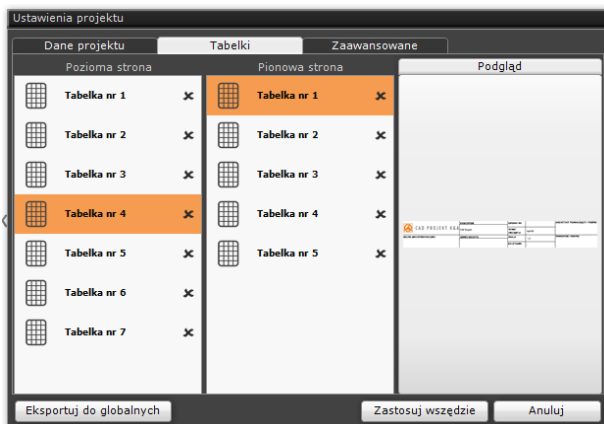 Ustawienia projektu
Dane projektu Tabelki Zaawansowane
Pozioma strona Pionowa strona Podgląd
Tabelka nr 1 Tabelka nr 1
Tabelka nr 2 Tabelka nr 2
Tabelka nr 3 Tabelka nr 3
Tabelka nr 4 Tabelka nr 4
Tabelka nr 5 Tabelka nr 5
Tabelka nr 6
Tabelka nr 7
CAD PROJEKT K&A
Eksportuj do globalnych Zastosuj wszędzie Anuluj